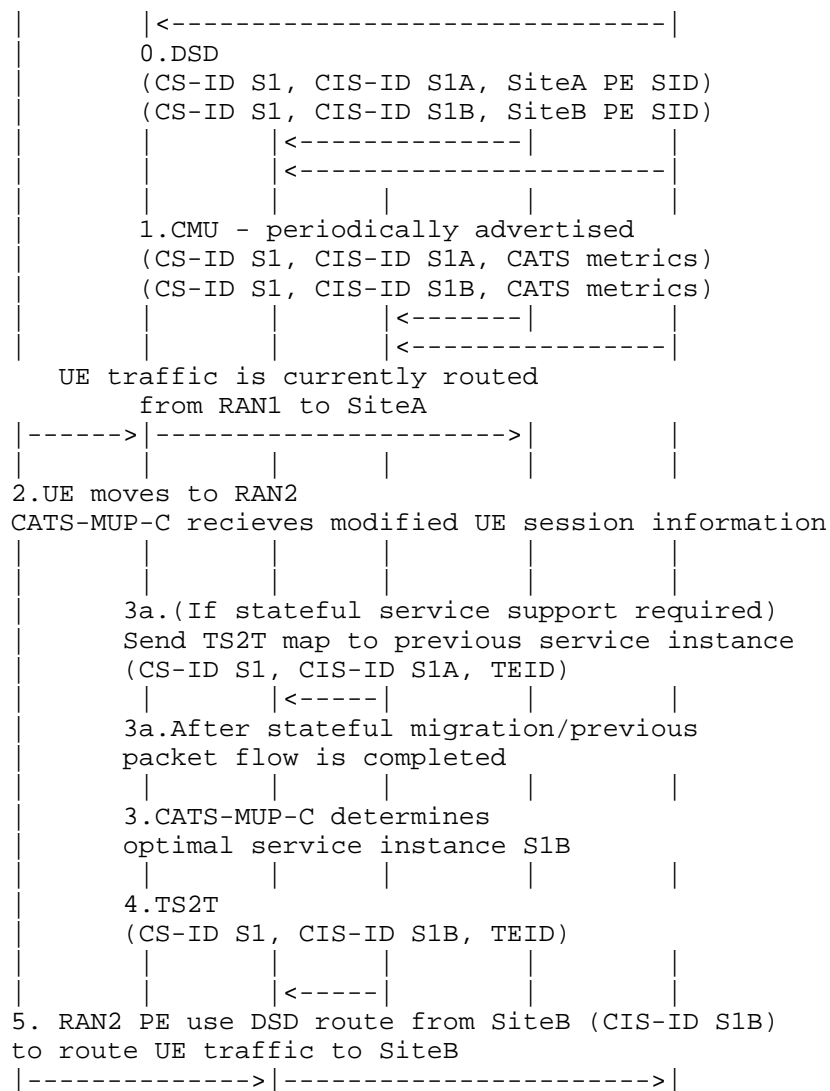 |       |<-------------------------------|
0.DSD
(CS-ID S1, CIS-ID S1A, SiteA PE SID)
(CS-ID S1, CIS-ID S1B, SiteB PE SID)
|       |       |<--------------|        |
|       |       |<-----------------------|
|       |       |      |        |        |
1.CMU - periodically advertised
(CS-ID S1, CIS-ID S1A, CATS metrics)
(CS-ID S1, CIS-ID S1B, CATS metrics)
|       |       |      |<-------|        |
|       |       |      |<----------------|
UE traffic is currently routed
from RAN1 to SiteA
|------>|---------------------->|        |
|       |       |      |        |        |
2.UE moves to RAN2
CATS-MUP-C recieves modified UE session information
|       |       |      |        |        |
|       |       |      |        |        |
3a.(If stateful service support required)
Send TS2T map to previous service instance
(CS-ID S1, CIS-ID S1A, TEID)
|       |       |<-----|        |        |
3a.After stateful migration/previous
packet flow is completed
|       |       |      |        |        |
3.CATS-MUP-C determines
optimal service instance S1B
|       |       |      |        |        |
4.TS2T
(CS-ID S1, CIS-ID S1B, TEID)
|       |       |      |        |        |
|       |       |<-----|        |        |
5. RAN2 PE use DSD route from SiteB (CIS-ID S1B)
to route UE traffic to SiteB
|-------------->|----------------------->|